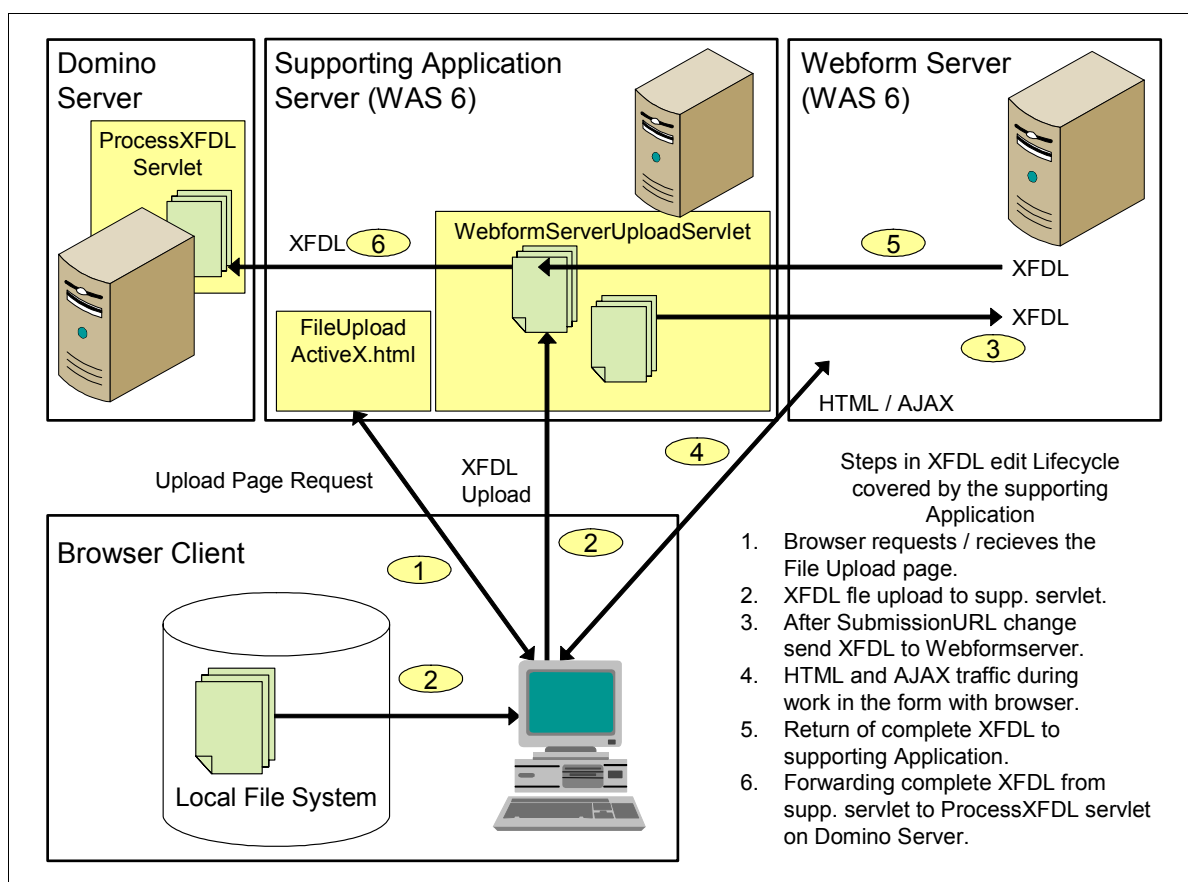 Domino
Server
Supporting Application
Server (WAS 6)
Webform Server
(WAS 6)
ProcessXFDL
Servlet
WebformServerUploadServlet
XFDL
6
5
XFDL
XFDL
3
FileUpload
ActiveX.html
HTML / AJAX
4
Upload Page Request
XFDL
Upload
2
1
Browser Client
2
Local File System
Steps in XFDL edit Lifecycle
covered by the supporting
Application
1. Browser requests / recieves the
File Upload page.
2. XFDL fle upload to supp. servlet.
3. After SubmissionURL change
send XFDL to Webformserver.
4. HTML and AJAX traffic during
work in the form with browser.
5. Return of complete XFDL to
supporting Application.
6. Forwarding complete XFDL from
supp. servlet to ProcessXFDL servlet
on Domino Server.